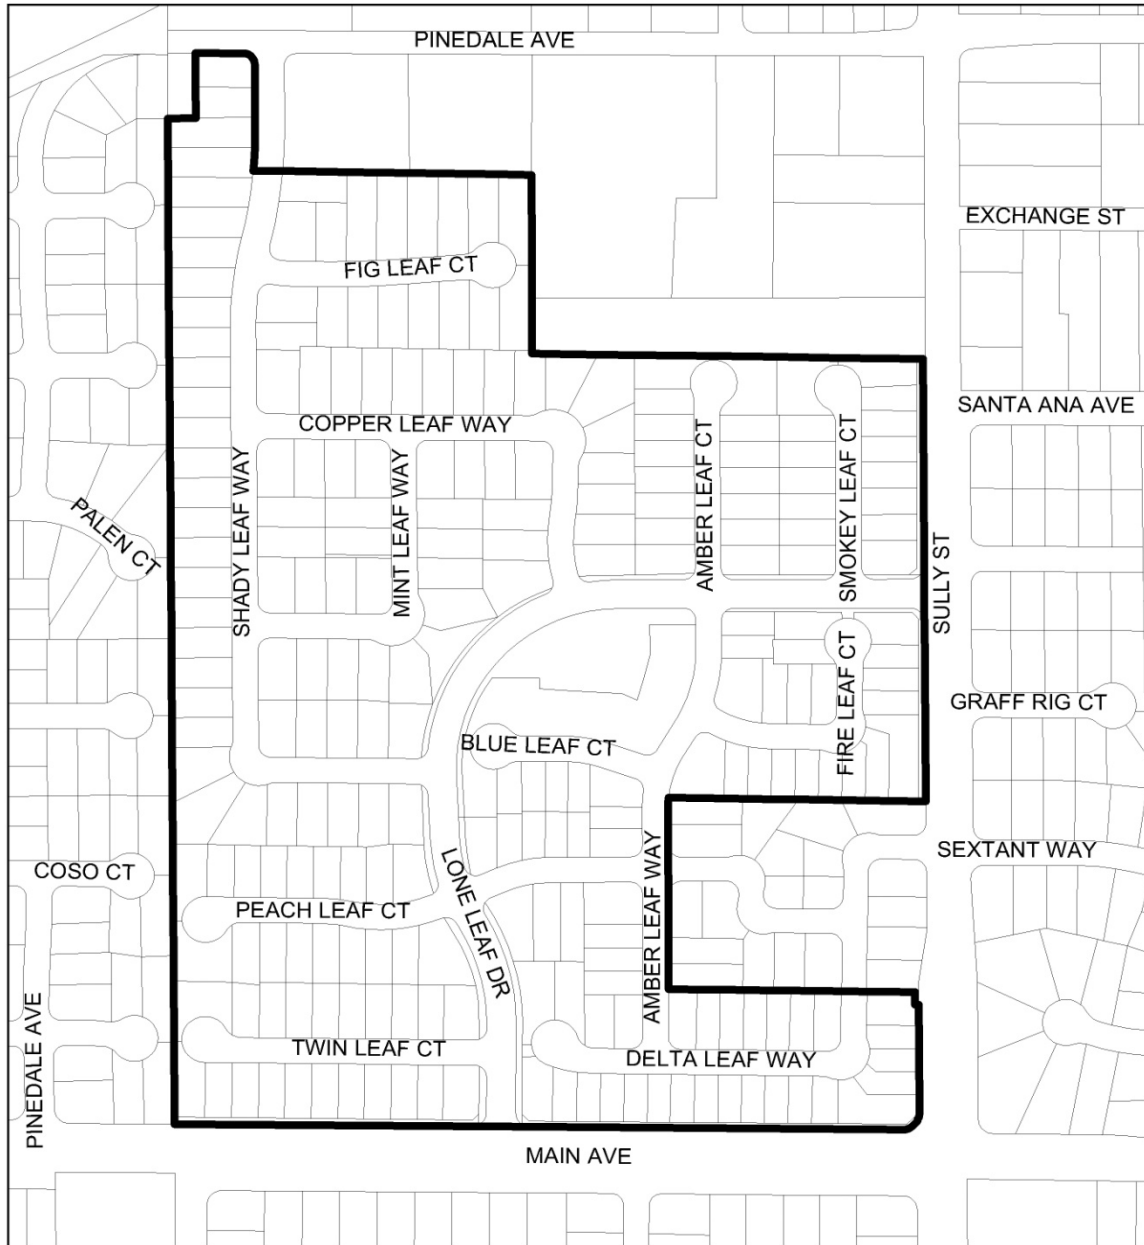 PINEDALE AVE
EXCHANGE ST
FIG LEAF CT
SANTA ANA AVE
COPPER LEAF WAY
AMBER LEAF CT
SMOKEY LEAF CT
SHADY LEAF WAY
MINT LEAF WAY
PALEN CT
SULLY ST
FIRE LEAF CT
GRAFF RIG CT
BLUE LEAF CT
AMBER LEAF WAY
SEXTANT WAY
COSO CT
LONE LEAF DR
PEACH LEAF CT
PINEDALE AVE
TWIN LEAF CT
DELTA LEAF WAY
MAIN AVE